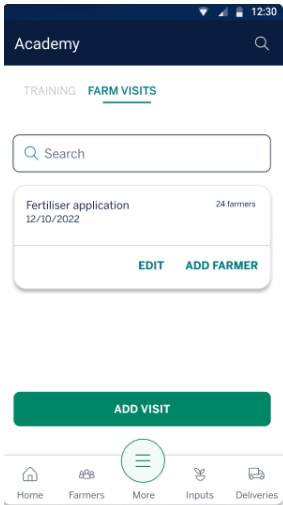 12:30
Academy
TRAINING FARM VISITS
Search
Fertiliser application 24 farmers
12/10/2022
EDIT ADD FARMER
ADD VISIT
Home Farmers More Inputs Deliveries